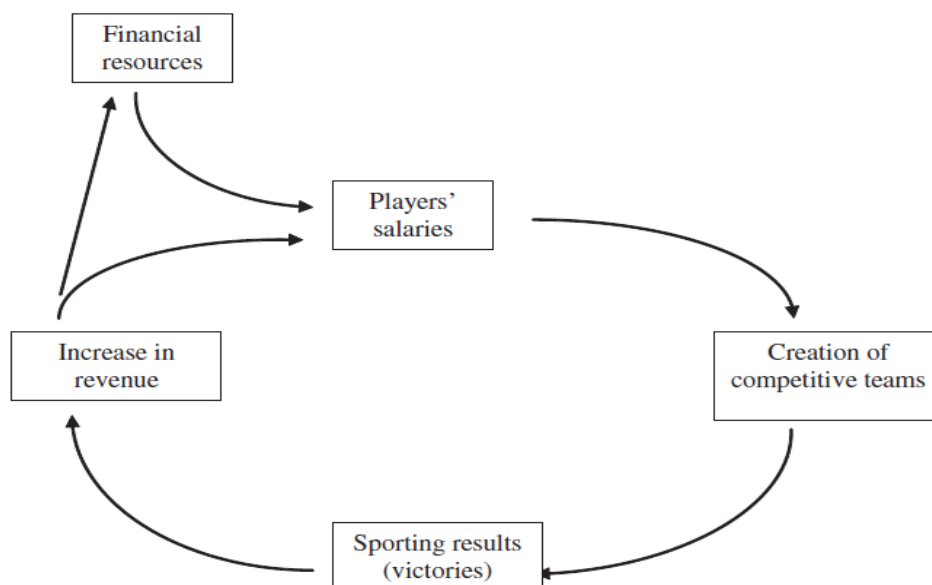 Financial
resources
Players’
salaries
Increase in
revenue
Creation of
competitive teams
Sporting results
(victories)